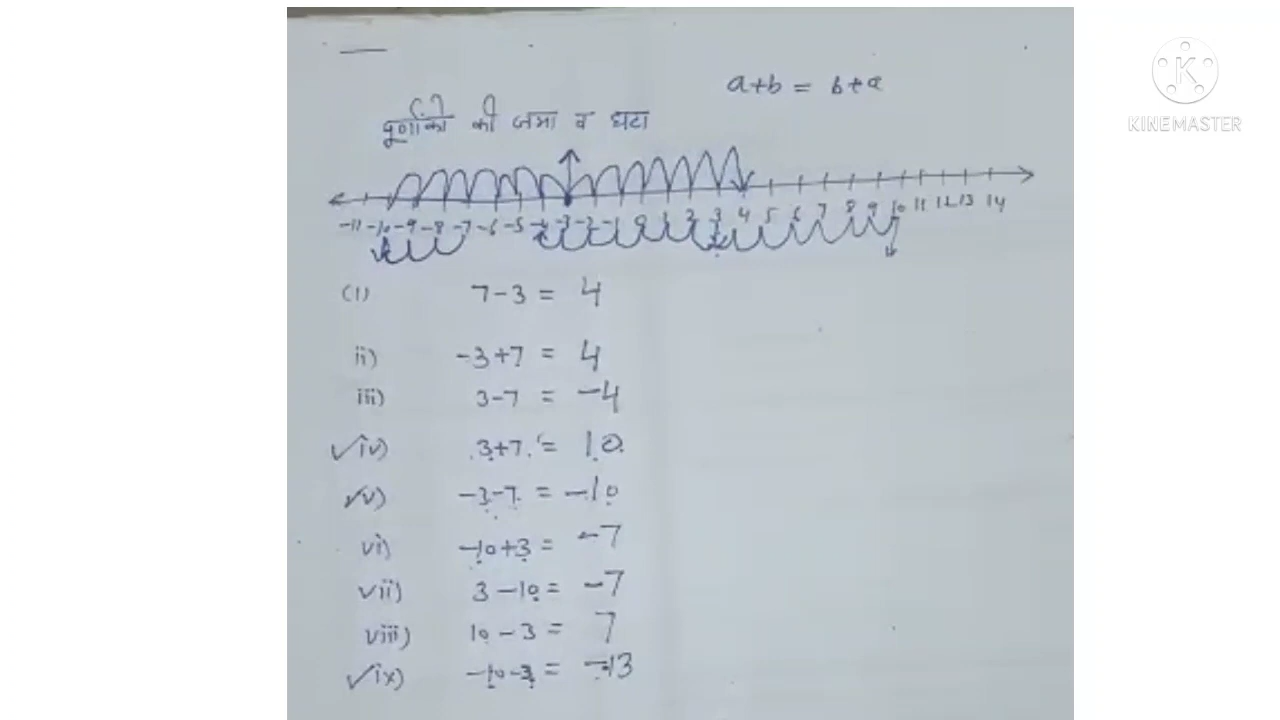 a+b = b+a
पूर्णांकों की जमा व घटा
-11 -10 -9 -8 -7 -6 -5 -4 -3 -2 -1 0 1 2 3 4 5 6 7 8 9 10 11 12 13 14
(i) 7-3 = 4
ii) -3+7 = 4
iii) 3-7 = -4
✓iv) 3+7 = 10
✓v) -3-7 = -10
vi) -10+3 = -7
vii) 3-10 = -7
viii) 10-3 = 7
✓ix) -10-3 = -13
K
KINEMASTER